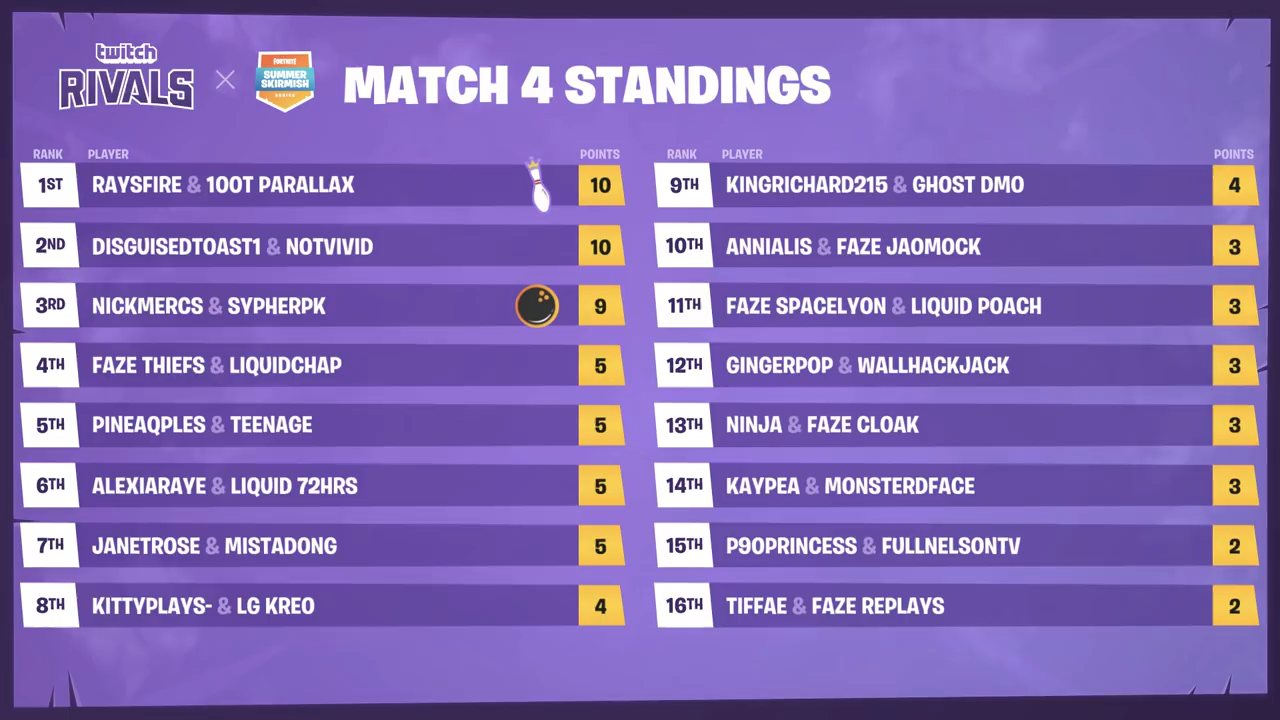 twitch
RIVALS
FORTNITE
SUMMER
SKIRMISH
SERIES
MATCH 4 STANDINGS
RANK PLAYER POINTS
1ST RAYSFIRE & 100T PARALLAX 10
2ND DISGUISEDTOAST1 & NOTVIVID 10
3RD NICKMERCS & SYPHERPK 9
4TH FAZE THIEFS & LIQUIDCHAP 5
5TH PINEAQPLES & TEENAGE 5
6TH ALEXIARAYE & LIQUID 72HRS 5
7TH JANETROSE & MISTADONG 5
8TH KITTYPLAYS- & LG KREO 4
RANK PLAYER POINTS
9TH KINGRICHARD215 & GHOST DMO 4
10TH ANNIALIS & FAZE JAOMOCK 3
11TH FAZE SPACELYON & LIQUID POACH 3
12TH GINGERPOP & WALLHACKJACK 3
13TH NINJA & FAZE CLOAK 3
14TH KAYPEA & MONSTERDFACE 3
15TH P90PRINCESS & FULLNELSONTV 2
16TH TIFFAE & FAZE REPLAYS 2